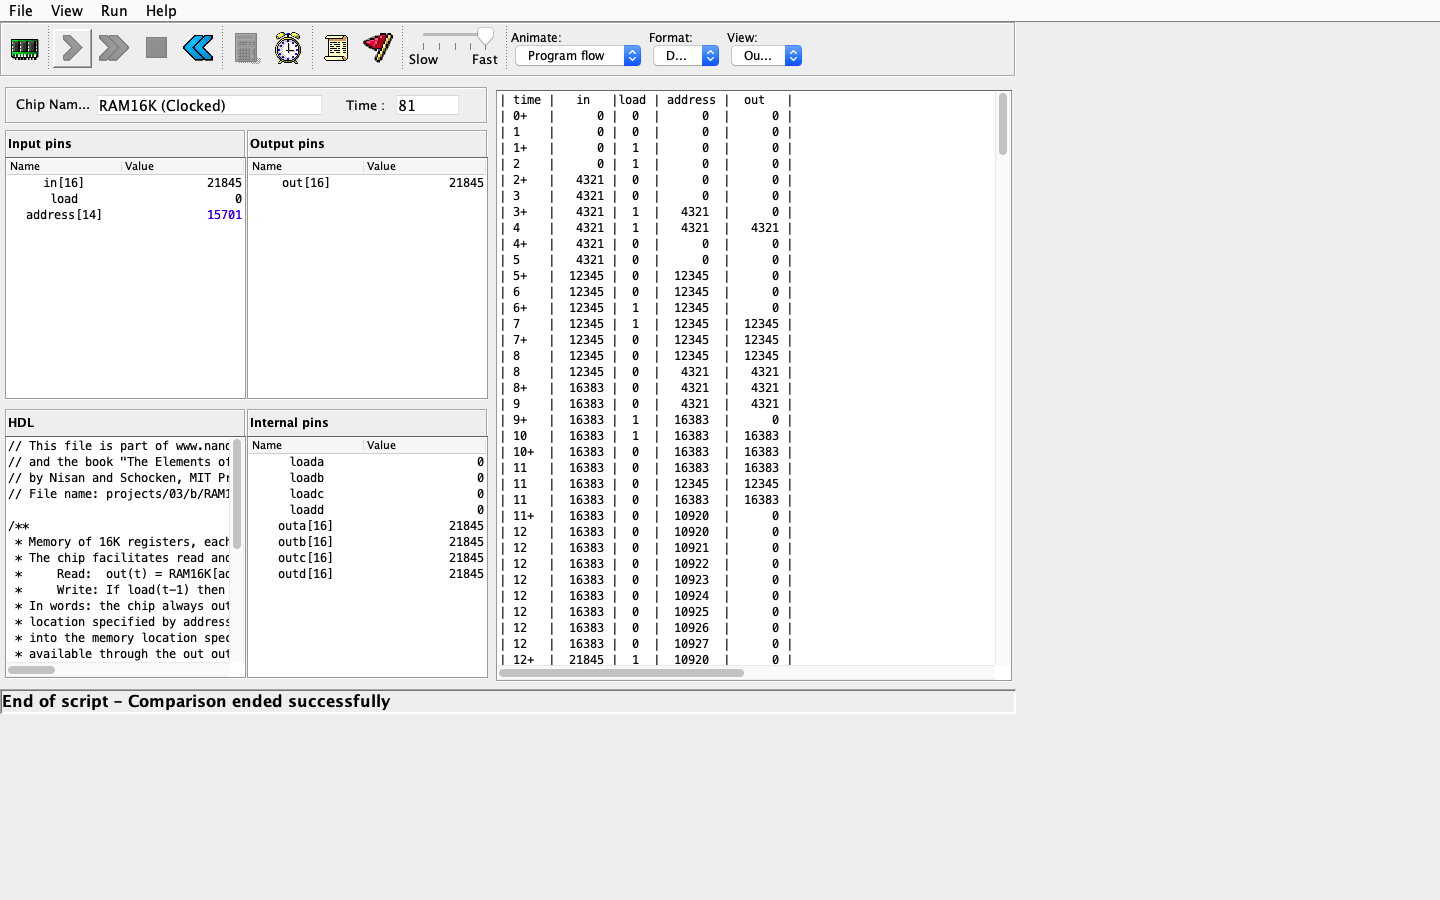 File View Run Help
Slow Fast
Animate: Format: View:
Program flow D... Ou...
Chip Nam... RAM16K (Clocked) Time : 81
Input pins
Name Value
in[16] 21845
load 0
address[14] 15701
Output pins
Name Value
out[16] 21845
HDL
// This file is part of www.nand
// and the book "The Elements of
// by Nisan and Schocken, MIT Pr
// File name: projects/03/b/RAM1
/**
* Memory of 16K registers, each
* The chip facilitates read and
* Read: out(t) = RAM16K[ad
* Write: If load(t-1) then
* In words: the chip always out
* location specified by address
* into the memory location spec
* available through the out out
Internal pins
Name Value
loada 0
loadb 0
loadc 0
loadd 0
outa[16] 21845
outb[16] 21845
outc[16] 21845
outd[16] 21845
| time | in |load | address | out |
| 0+ | 0 | 0 | 0 | 0 |
| 1 | 0 | 0 | 0 | 0 |
| 1+ | 0 | 1 | 0 | 0 |
| 2 | 0 | 1 | 0 | 0 |
| 2+ | 4321 | 0 | 0 | 0 |
| 3 | 4321 | 0 | 0 | 0 |
| 3+ | 4321 | 1 | 4321 | 0 |
| 4 | 4321 | 1 | 4321 | 4321 |
| 4+ | 4321 | 0 | 0 | 0 |
| 5 | 4321 | 0 | 0 | 0 |
| 5+ | 12345 | 0 | 12345 | 0 |
| 6 | 12345 | 0 | 12345 | 0 |
| 6+ | 12345 | 1 | 12345 | 0 |
| 7 | 12345 | 1 | 12345 | 12345 |
| 7+ | 12345 | 0 | 12345 | 12345 |
| 8 | 12345 | 0 | 12345 | 12345 |
| 8 | 12345 | 0 | 4321 | 4321 |
| 8+ | 16383 | 0 | 4321 | 4321 |
| 9 | 16383 | 0 | 4321 | 4321 |
| 9+ | 16383 | 1 | 16383 | 0 |
| 10 | 16383 | 1 | 16383 | 16383 |
| 10+ | 16383 | 0 | 16383 | 16383 |
| 11 | 16383 | 0 | 16383 | 16383 |
| 11 | 16383 | 0 | 12345 | 12345 |
| 11 | 16383 | 0 | 16383 | 16383 |
| 11+ | 16383 | 0 | 10920 | 0 |
| 12 | 16383 | 0 | 10920 | 0 |
| 12 | 16383 | 0 | 10921 | 0 |
| 12 | 16383 | 0 | 10922 | 0 |
| 12 | 16383 | 0 | 10923 | 0 |
| 12 | 16383 | 0 | 10924 | 0 |
| 12 | 16383 | 0 | 10925 | 0 |
| 12 | 16383 | 0 | 10926 | 0 |
| 12 | 16383 | 0 | 10927 | 0 |
| 12+ | 21845 | 1 | 10920 | 0 |
End of script - Comparison ended successfully